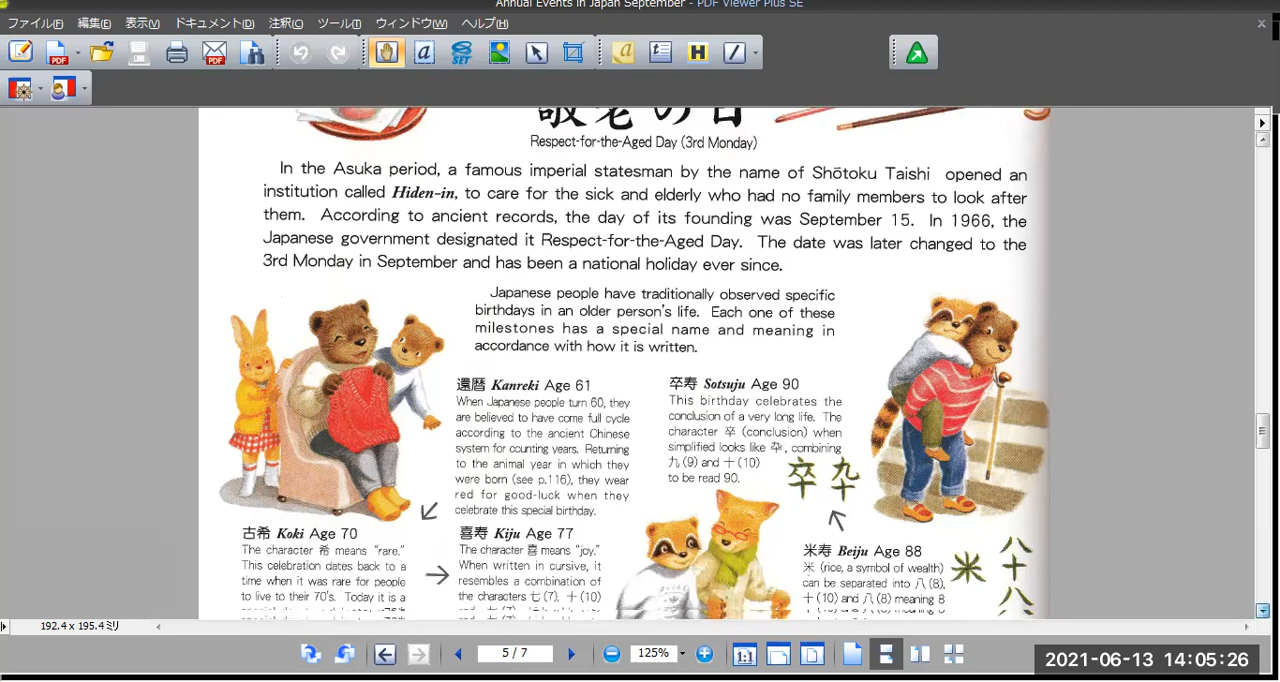 Annual Events in Japan September - PDF Viewer Plus SE
ファイル(F) 編集(E) 表示(V) ドキュメント(D) 注釈(C) ツール(T) ウィンドウ(W) ヘルプ(H)
敬老の日
Respect-for-the-Aged Day (3rd Monday)
In the Asuka period, a famous imperial statesman by the name of Shōtoku Taishi opened an
institution called Hiden-in, to care for the sick and elderly who had no family members to look after
them. According to ancient records, the day of its founding was September 15. In 1966, the
Japanese government designated it Respect-for-the-Aged Day. The date was later changed to the
3rd Monday in September and has been a national holiday ever since.
Japanese people have traditionally observed specific
birthdays in an older person's life. Each one of these
milestones has a special name and meaning in
accordance with how it is written.
還暦 Kanreki Age 61
When Japanese people turn 60, they
are believed to have come full cycle
according to the ancient Chinese
system for counting years. Returning
to the animal year in which they
were born (see p.116), they wear
red for good-luck when they
celebrate this special birthday.
卒寿 Sotsuju Age 90
This birthday celebrates the
conclusion of a very long life. The
character 卒 (conclusion) when
simplified looks like 卆, combining
九 (9) and 十 (10)
to be read 90.
卒 卆
古希 Koki Age 70
The character 希 means "rare."
This celebration dates back to a
time when it was rare for people
to live to their 70's. Today it is a
喜寿 Kiju Age 77
The character 喜 means "joy."
When written in cursive, it
resembles a combination of
the characters 七 (7), 十 (10)
米寿 Beiju Age 88
米 (rice, a symbol of wealth)
can be separated into 八 (8),
十 (10) and 八 (8) meaning 8
米 八十八
192.4 x 195.4 ミリ
5 / 7
125%
1:1
2021-06-13 14:05:26